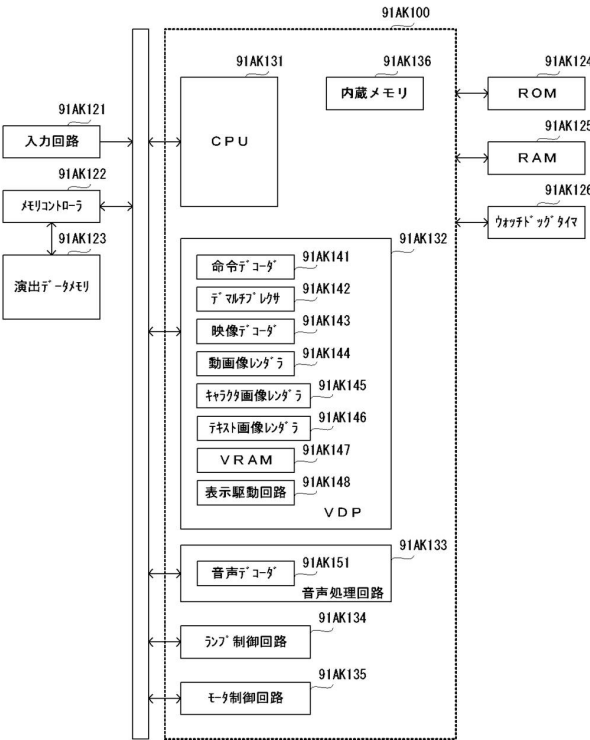 91AK100
91AK131
91AK136
91AK124
ROM
内蔵メモリ
CPU
91AK121
入力回路
91AK125
RAM
91AK122
メモリコントローラ
91AK126
ウォッチドッグタイマ
91AK123
演出データメモリ
91AK132
91AK141
命令デコーダ
91AK142
デマルチプレクサ
91AK143
映像デコーダ
91AK144
動画像レンダラ
91AK145
キャラクタ画像レンダラ
91AK146
テキスト画像レンダラ
91AK147
VRAM
91AK148
表示駆動回路
VDP
91AK133
91AK151
音声デコーダ
音声処理回路
91AK134
ランプ制御回路
91AK135
モータ制御回路